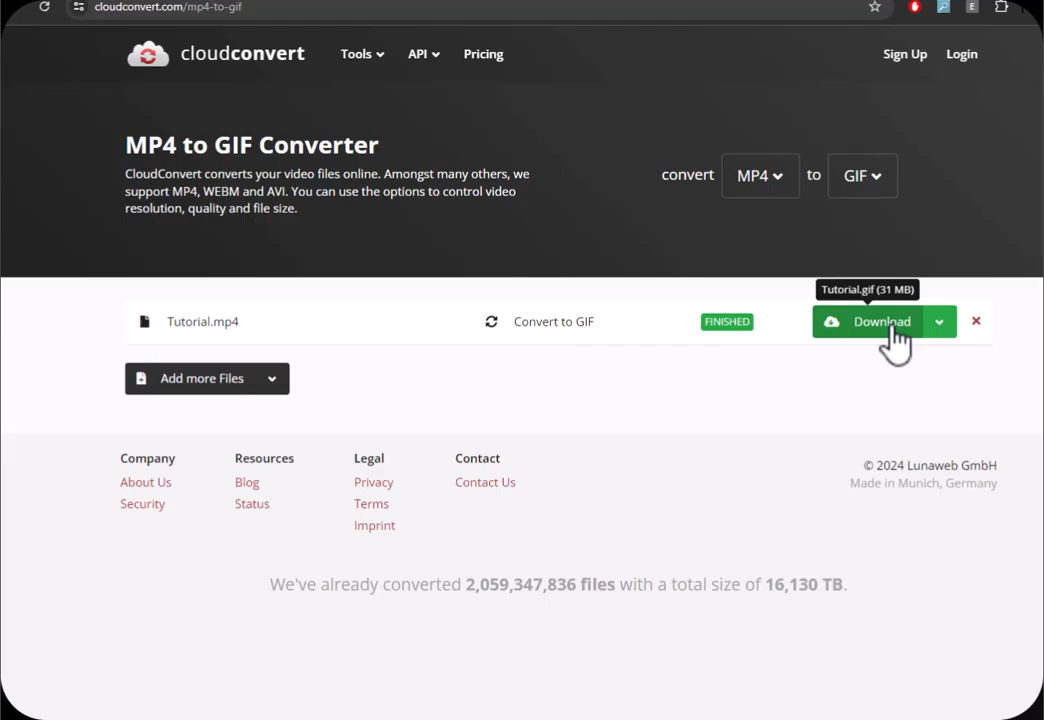 cloudconvert.com/mp4-to-gif
E
cloudconvert Tools API Pricing Sign Up Login
MP4 to GIF Converter
CloudConvert converts your video files online. Amongst many others, we
support MP4, WEBM and AVI. You can use the options to control video
resolution, quality and file size.
convert MP4 to GIF
Tutorial.gif (31 MB)
Tutorial.mp4 Convert to GIF FINISHED Download
Add more Files
Company Resources Legal Contact
About Us Blog Privacy Contact Us
Security Status Terms
Imprint
© 2024 Lunaweb GmbH
Made in Munich, Germany
We've already converted 2,059,347,836 files with a total size of 16,130 TB.